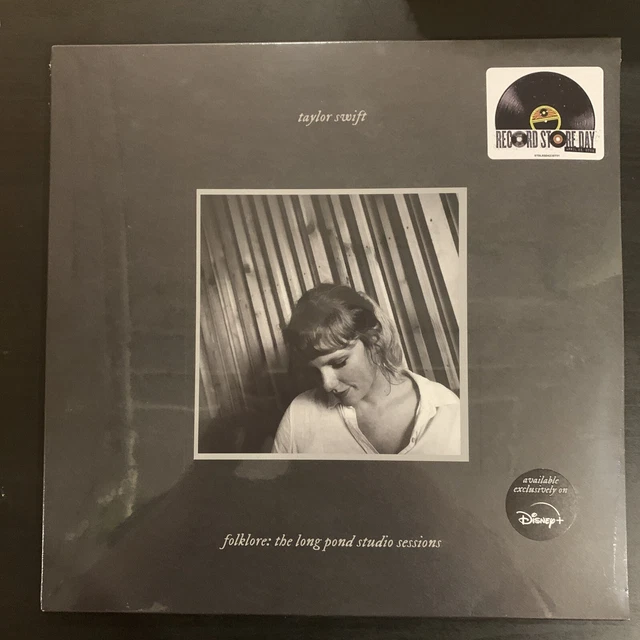 taylor swift
RECORD STORE DAY
folklore: the long pond studio sessions
available
exclusively on
Disney+